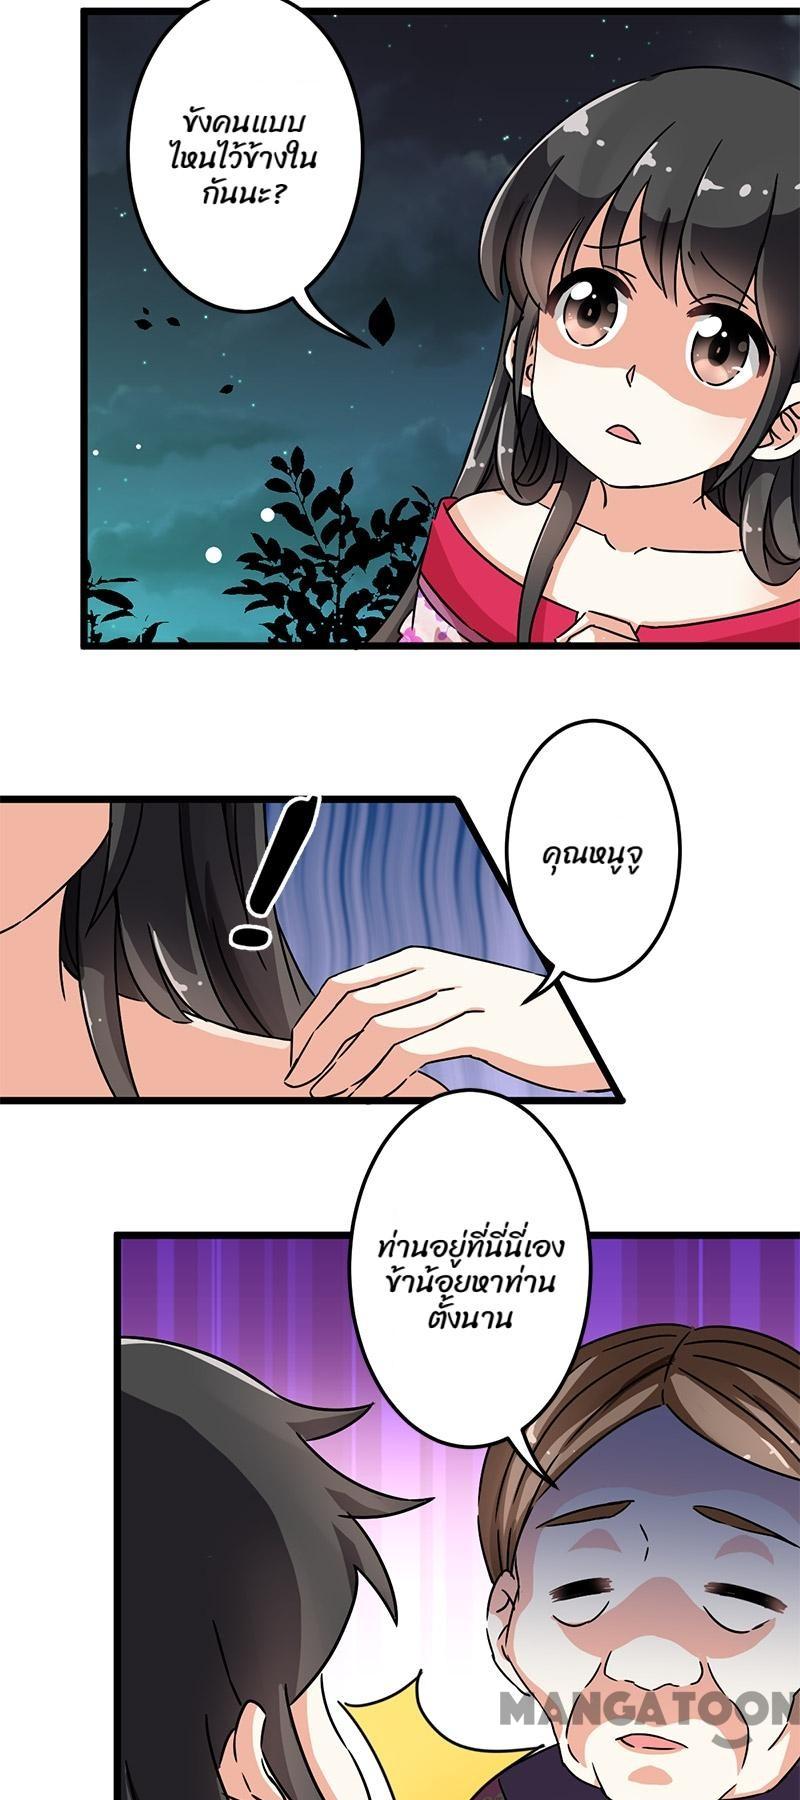 ขังคนแบบ
ไหนไว้ข้างใน
กันนะ?
!
คุณหนูจู
ท่านอยู่ที่นี่นี่เอง
ข้าน้อยหาท่าน
ตั้งนาน
MANGATOON